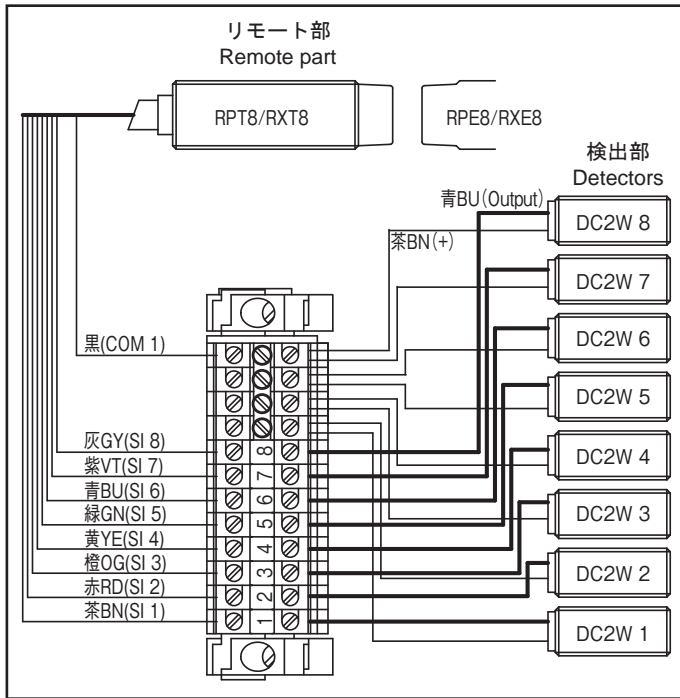 リモート部
Remote part
RPT8/RXT8
RPE8/RXE8
検出部
Detectors
青BU(Output)
茶BN(+)
DC2W 8
DC2W 7
DC2W 6
DC2W 5
DC2W 4
DC2W 3
DC2W 2
DC2W 1
黒(COM 1)
灰GY(SI 8)
紫VT(SI 7)
青BU(SI 6)
緑GN(SI 5)
黄YE(SI 4)
橙OG(SI 3)
赤RD(SI 2)
茶BN(SI 1)
8
7
6
5
4
3
2
1